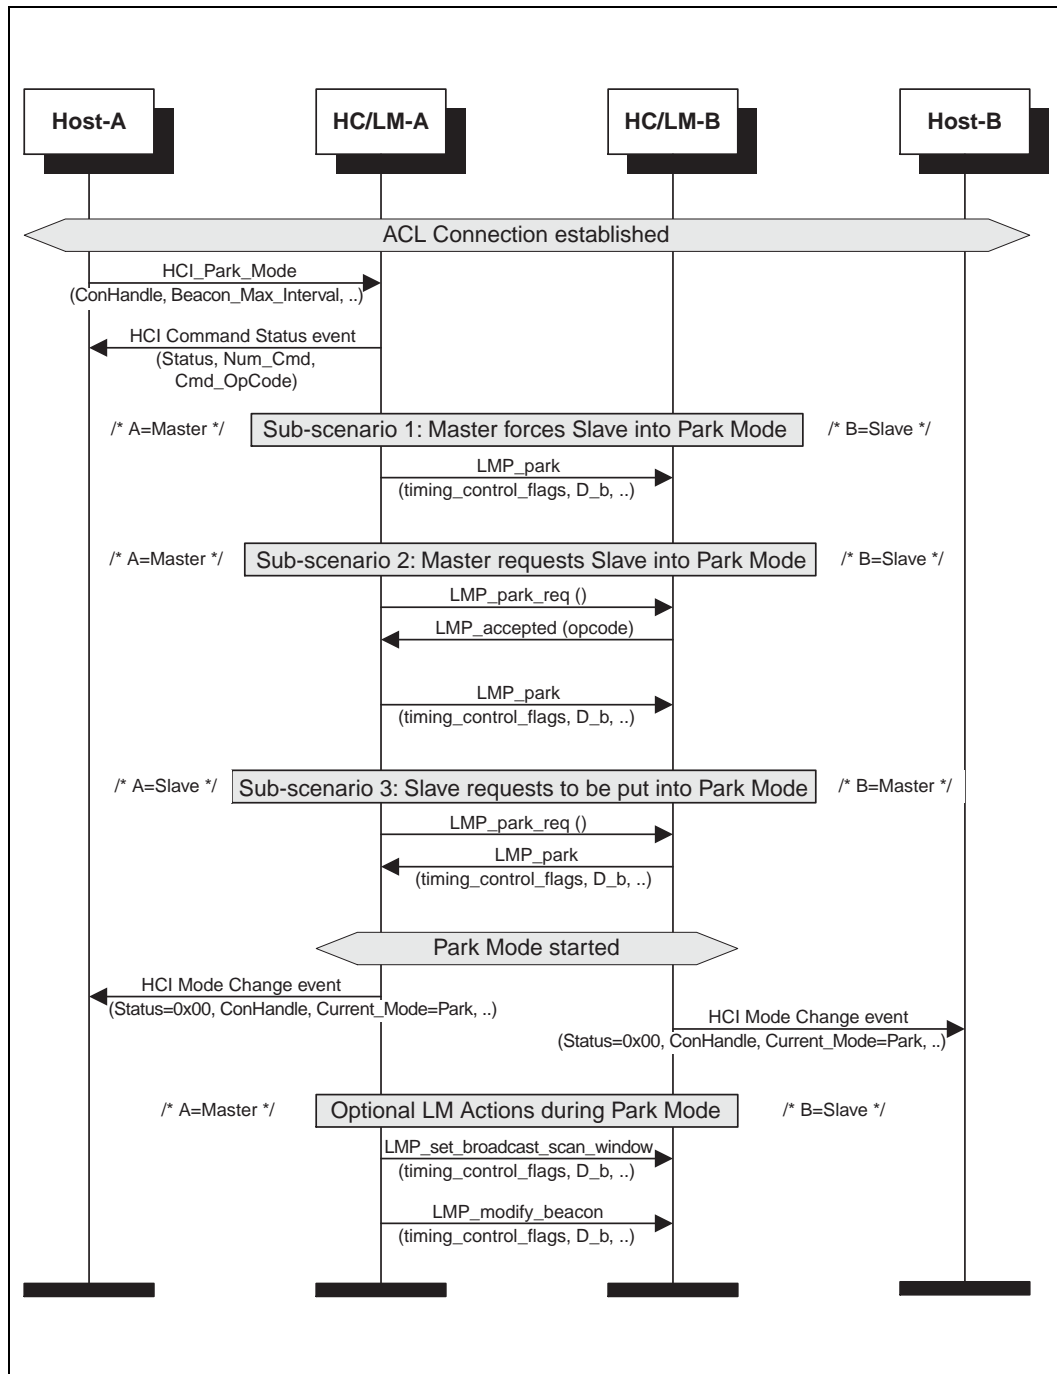 Host-A
HC/LM-A
HC/LM-B
Host-B
ACL Connection established
HCI_Park_Mode
(ConHandle, Beacon_Max_Interval, ..)
HCI Command Status event
(Status, Num_Cmd,
Cmd_OpCode)
/* A=Master */
Sub-scenario 1: Master forces Slave into Park Mode
/* B=Slave */
LMP_park
(timing_control_flags, D_b, ..)
/* A=Master */
Sub-scenario 2: Master requests Slave into Park Mode
/* B=Slave */
LMP_park_req ()
LMP_accepted (opcode)
LMP_park
(timing_control_flags, D_b, ..)
/* A=Slave */
Sub-scenario 3: Slave requests to be put into Park Mode
/* B=Master */
LMP_park_req ()
LMP_park
(timing_control_flags, D_b, ..)
Park Mode started
HCI Mode Change event
(Status=0x00, ConHandle, Current_Mode=Park, ..)
HCI Mode Change event
(Status=0x00, ConHandle, Current_Mode=Park, ..)
/* A=Master */
Optional LM Actions during Park Mode
/* B=Slave */
LMP_set_broadcast_scan_window
(timing_control_flags, D_b, ..)
LMP_modify_beacon
(timing_control_flags, D_b, ..)